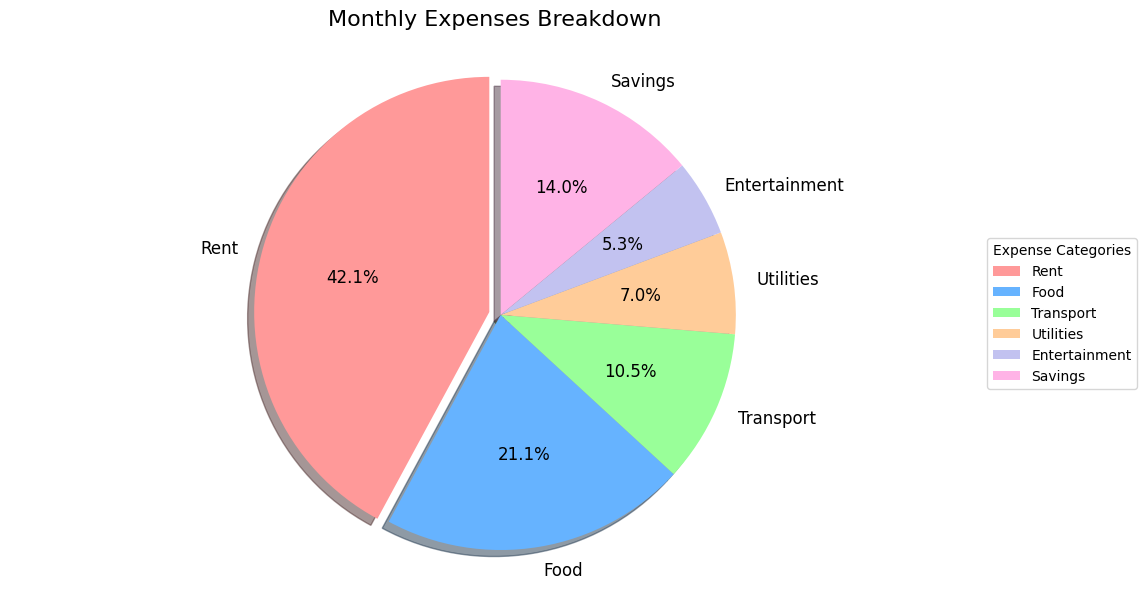 Monthly Expenses Breakdown
Savings
14.0%
Entertainment
5.3%
Rent
42.1%
Utilities
7.0%
10.5%
Transport
21.1%
Food
Expense Categories
Rent
Food
Transport
Utilities
Entertainment
Savings